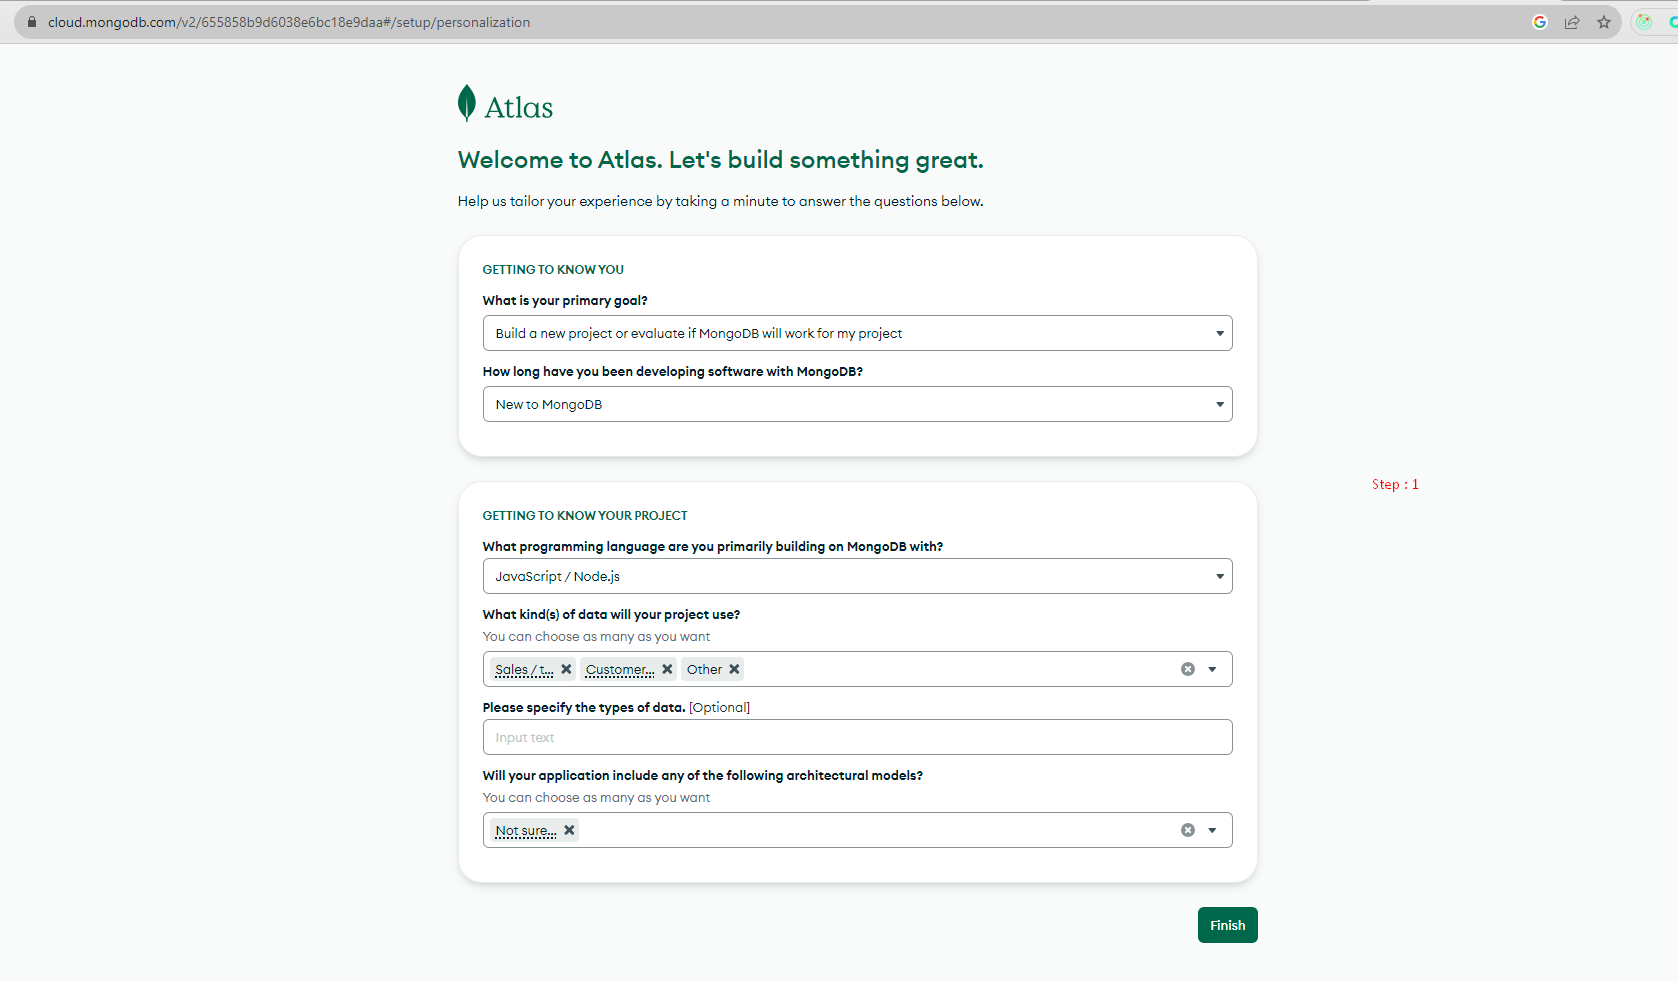 cloud.mongodb.com/v2/655858b9d6038e6bc18e9daa#/setup/personalization
Atlas
Welcome to Atlas. Let's build something great.
Help us tailor your experience by taking a minute to answer the questions below.
GETTING TO KNOW YOU
What is your primary goal?
Build a new project or evaluate if MongoDB will work for my project
How long have you been developing software with MongoDB?
New to MongoDB
Step : 1
GETTING TO KNOW YOUR PROJECT
What programming language are you primarily building on MongoDB with?
JavaScript / Node.js
What kind(s) of data will your project use?
You can choose as many as you want
Sales / t... Customer... Other
Please specify the types of data. [Optional]
Input text
Will your application include any of the following architectural models?
You can choose as many as you want
Not sure...
Finish